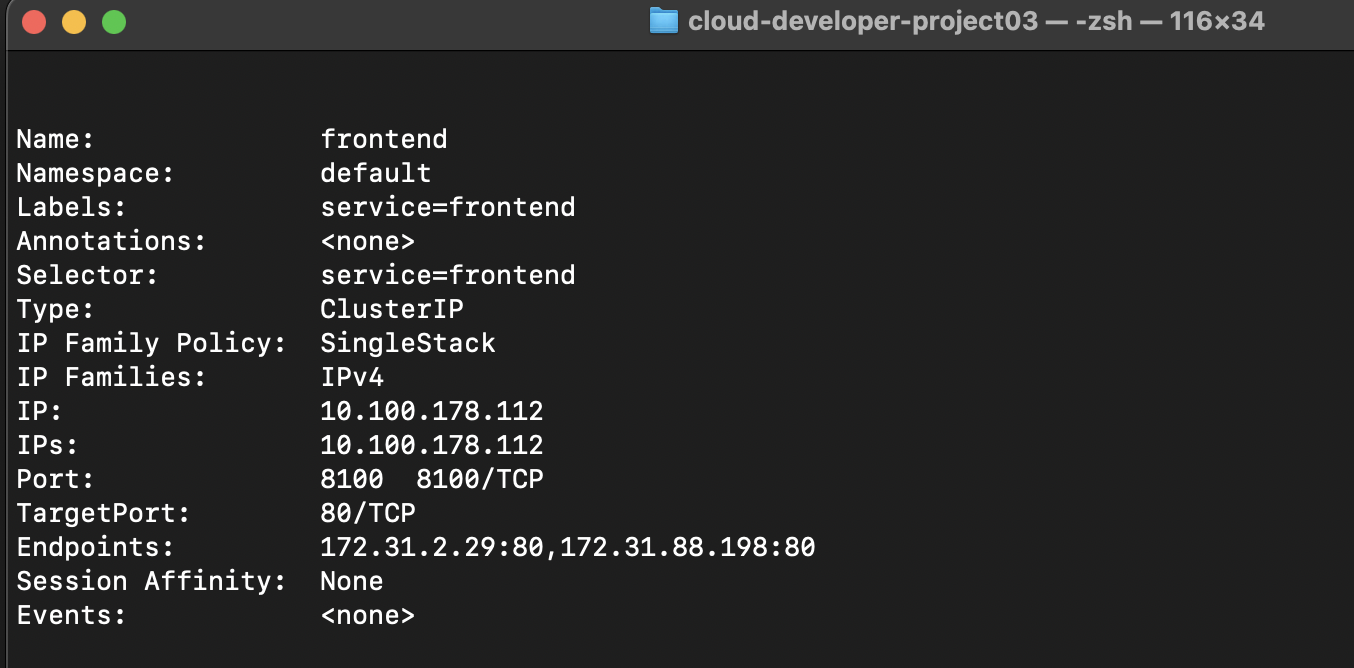 cloud-developer-project03 — -zsh — 116×34
Name: frontend
Namespace: default
Labels: service=frontend
Annotations: <none>
Selector: service=frontend
Type: ClusterIP
IP Family Policy: SingleStack
IP Families: IPv4
IP: 10.100.178.112
IPs: 10.100.178.112
Port: 8100 8100/TCP
TargetPort: 80/TCP
Endpoints: 172.31.2.29:80,172.31.88.198:80
Session Affinity: None
Events: <none>